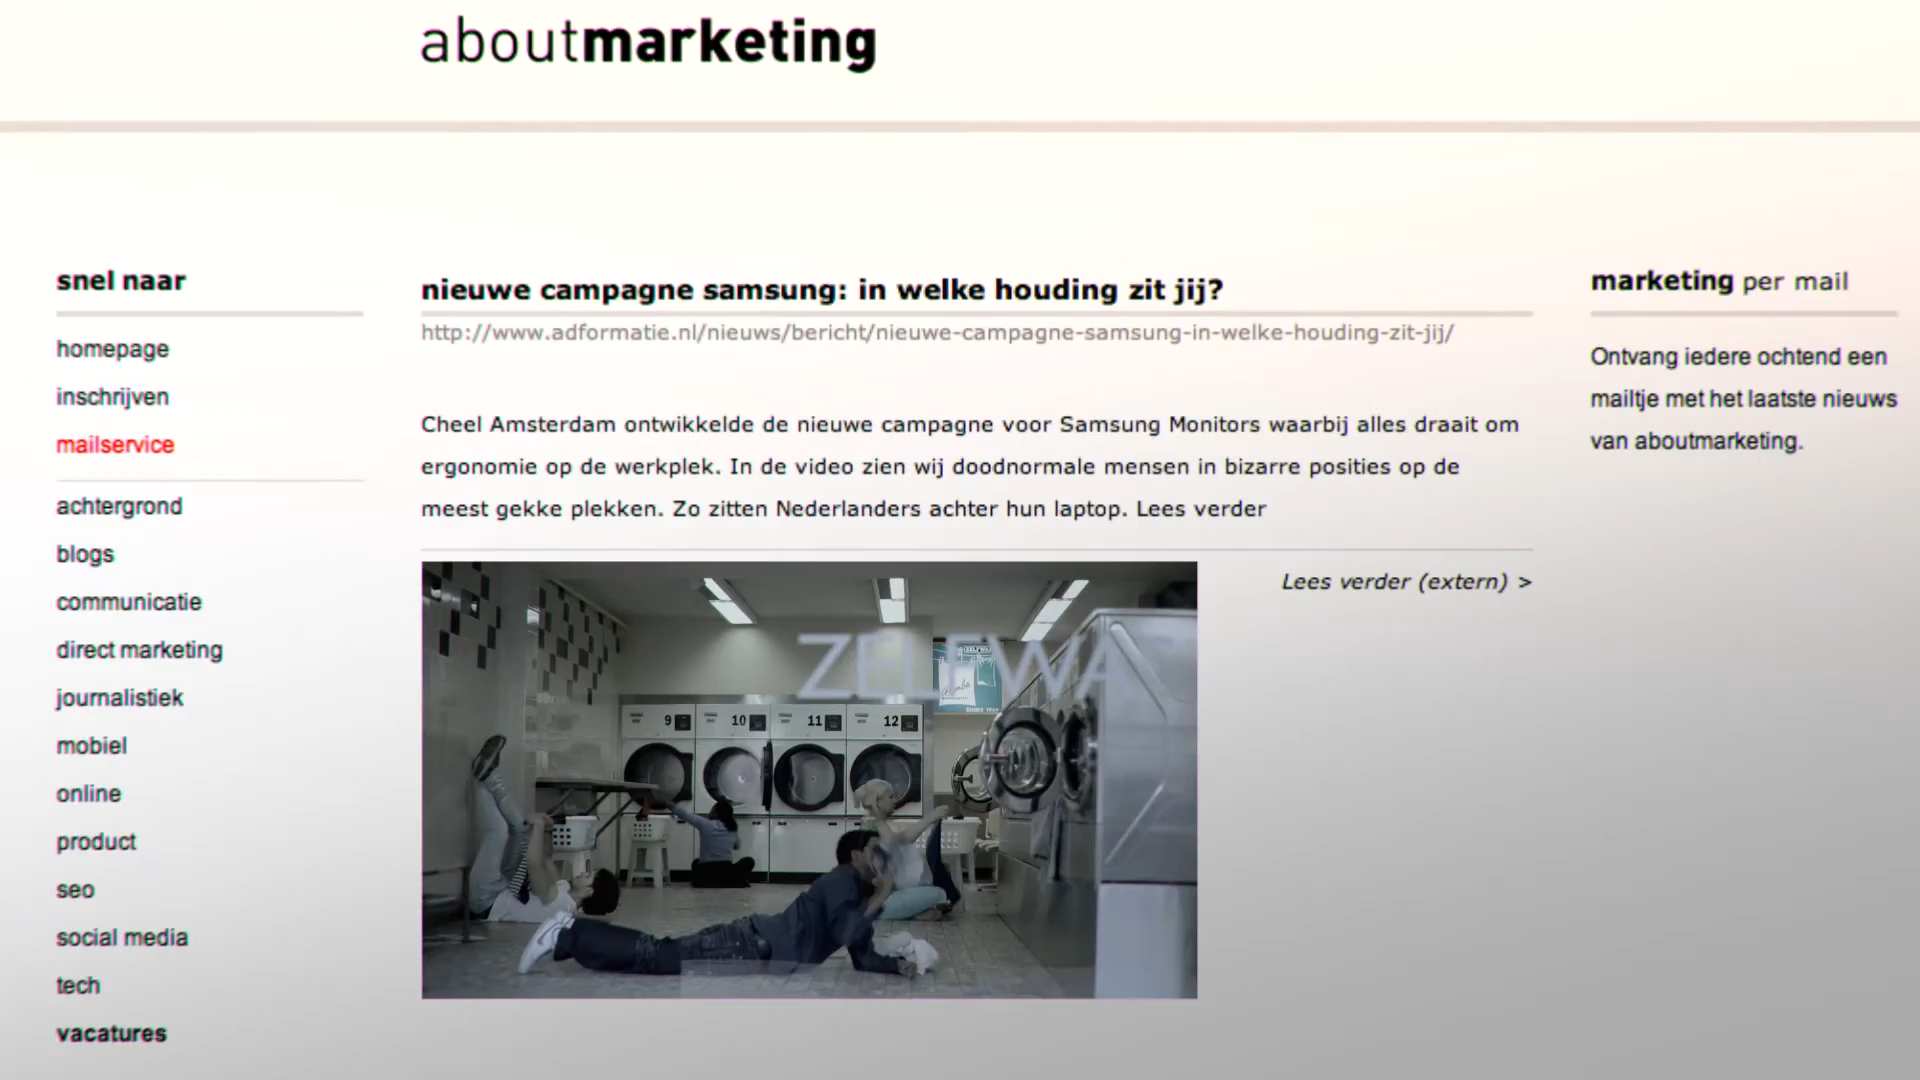 aboutmarketing
snel naar
homepage
inschrijven
mailservice
achtergrond
blogs
communicatie
direct marketing
journalistiek
mobiel
online
product
seo
social media
tech
vacatures
nieuwe campagne samsung: in welke houding zit jij?
http://www.adformatie.nl/nieuws/bericht/nieuwe-campagne-samsung-in-welke-houding-zit-jij/
Cheel Amsterdam ontwikkelde de nieuwe campagne voor Samsung Monitors waarbij alles draait om
ergonomie op de werkplek. In de video zien wij doodnormale mensen in bizarre posities op de
meest gekke plekken. Zo zitten Nederlanders achter hun laptop. Lees verder
Lees verder (extern) >
ZELFWAS
ZELFWAS
9 10 11 12
marketing per mail
Ontvang iedere ochtend een
mailtje met het laatste nieuws
van aboutmarketing.